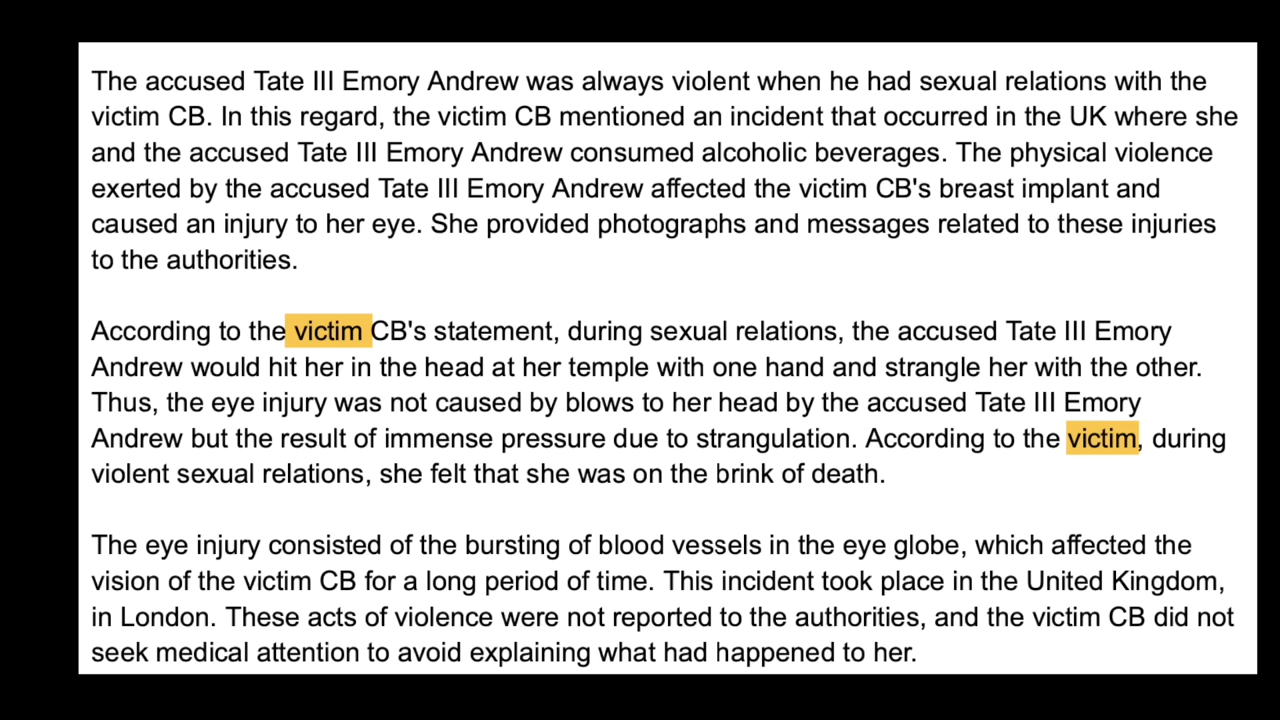 The accused Tate III Emory Andrew was always violent when he had sexual relations with the
victim CB. In this regard, the victim CB mentioned an incident that occurred in the UK where she
and the accused Tate III Emory Andrew consumed alcoholic beverages. The physical violence
exerted by the accused Tate III Emory Andrew affected the victim CB's breast implant and
caused an injury to her eye. She provided photographs and messages related to these injuries
to the authorities.
According to the victim CB's statement, during sexual relations, the accused Tate III Emory
Andrew would hit her in the head at her temple with one hand and strangle her with the other.
Thus, the eye injury was not caused by blows to her head by the accused Tate III Emory
Andrew but the result of immense pressure due to strangulation. According to the victim, during
violent sexual relations, she felt that she was on the brink of death.
The eye injury consisted of the bursting of blood vessels in the eye globe, which affected the
vision of the victim CB for a long period of time. This incident took place in the United Kingdom,
in London. These acts of violence were not reported to the authorities, and the victim CB did not
seek medical attention to avoid explaining what had happened to her.